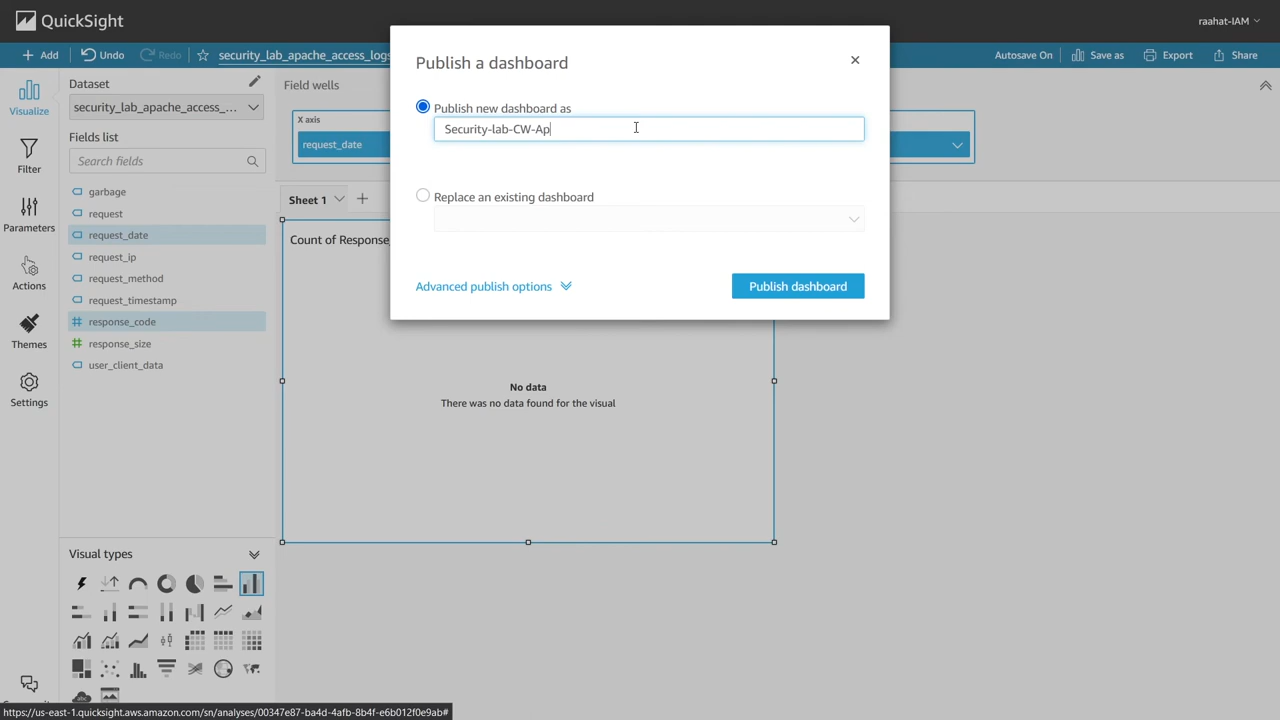 QuickSight
raahat-IAM
Add
Undo
Redo
security_lab_apache_access_logs
Autosave On
Save as
Export
Share
Visualize
Filter
Parameters
Actions
Themes
Settings
Dataset
security_lab_apache_access_...
Fields list
Search fields
garbage
request
request_date
request_ip
request_method
request_timestamp
response_code
response_size
user_client_data
Visual types
Field wells
X axis
request_date
Sheet 1
Count of Response_
No data
There was no data found for the visual
Publish a dashboard
Publish new dashboard as
Security-lab-CW-Ap
Replace an existing dashboard
Advanced publish options
Publish dashboard
https://us-east-1.quicksight.aws.amazon.com/sn/analyses/00347e87-ba4d-4afb-8b4f-e6b012f0e9ab#